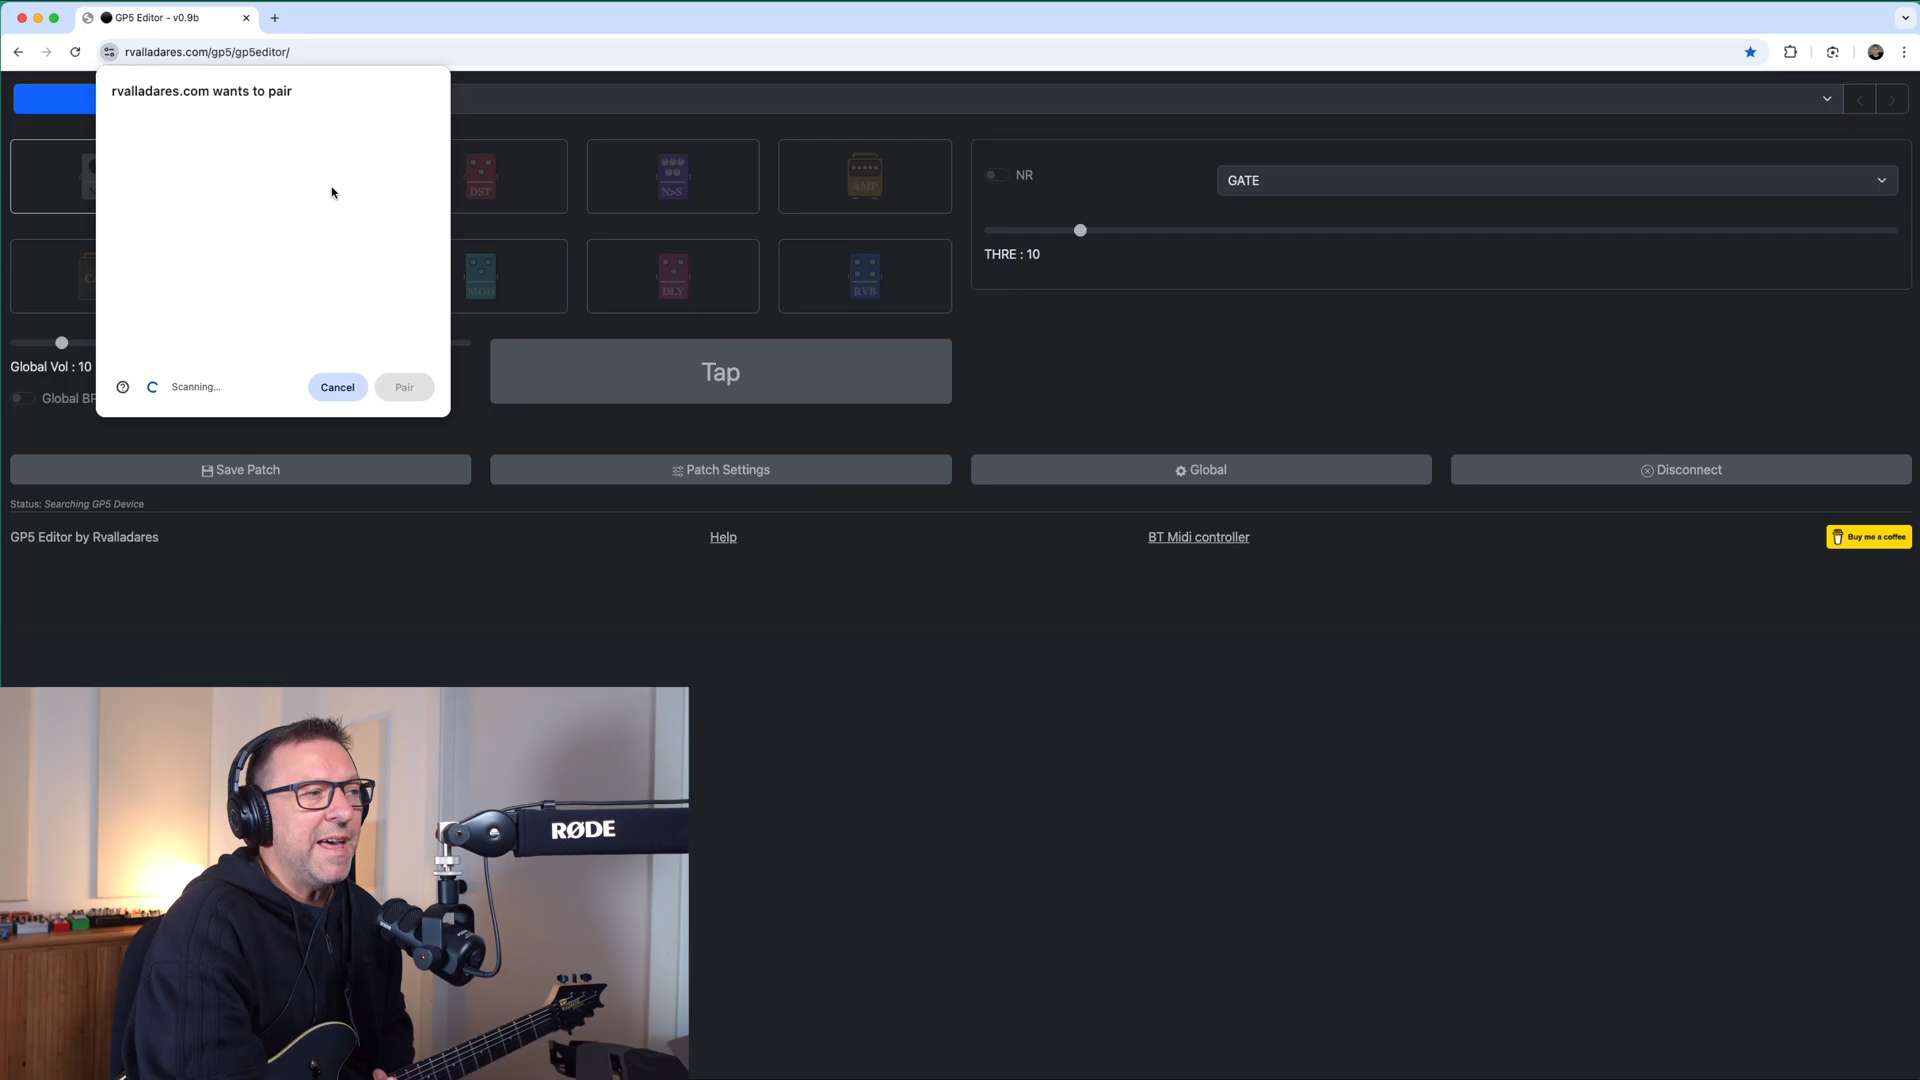 GP5 Editor - v0.9b
rvalladares.com/gp5/gp5editor/
rvalladares.com wants to pair
Scanning...
Cancel
Pair
DST
N>S
AMP
MOD
DLY
RVB
NR
GATE
THRE : 10
Global Vol : 10
Global BP
Tap
Save Patch
Patch Settings
Global
Disconnect
Status: Searching GP5 Device
GP5 Editor by Rvalladares
Help
BT Midi controller
Buy me a coffee
RØDE